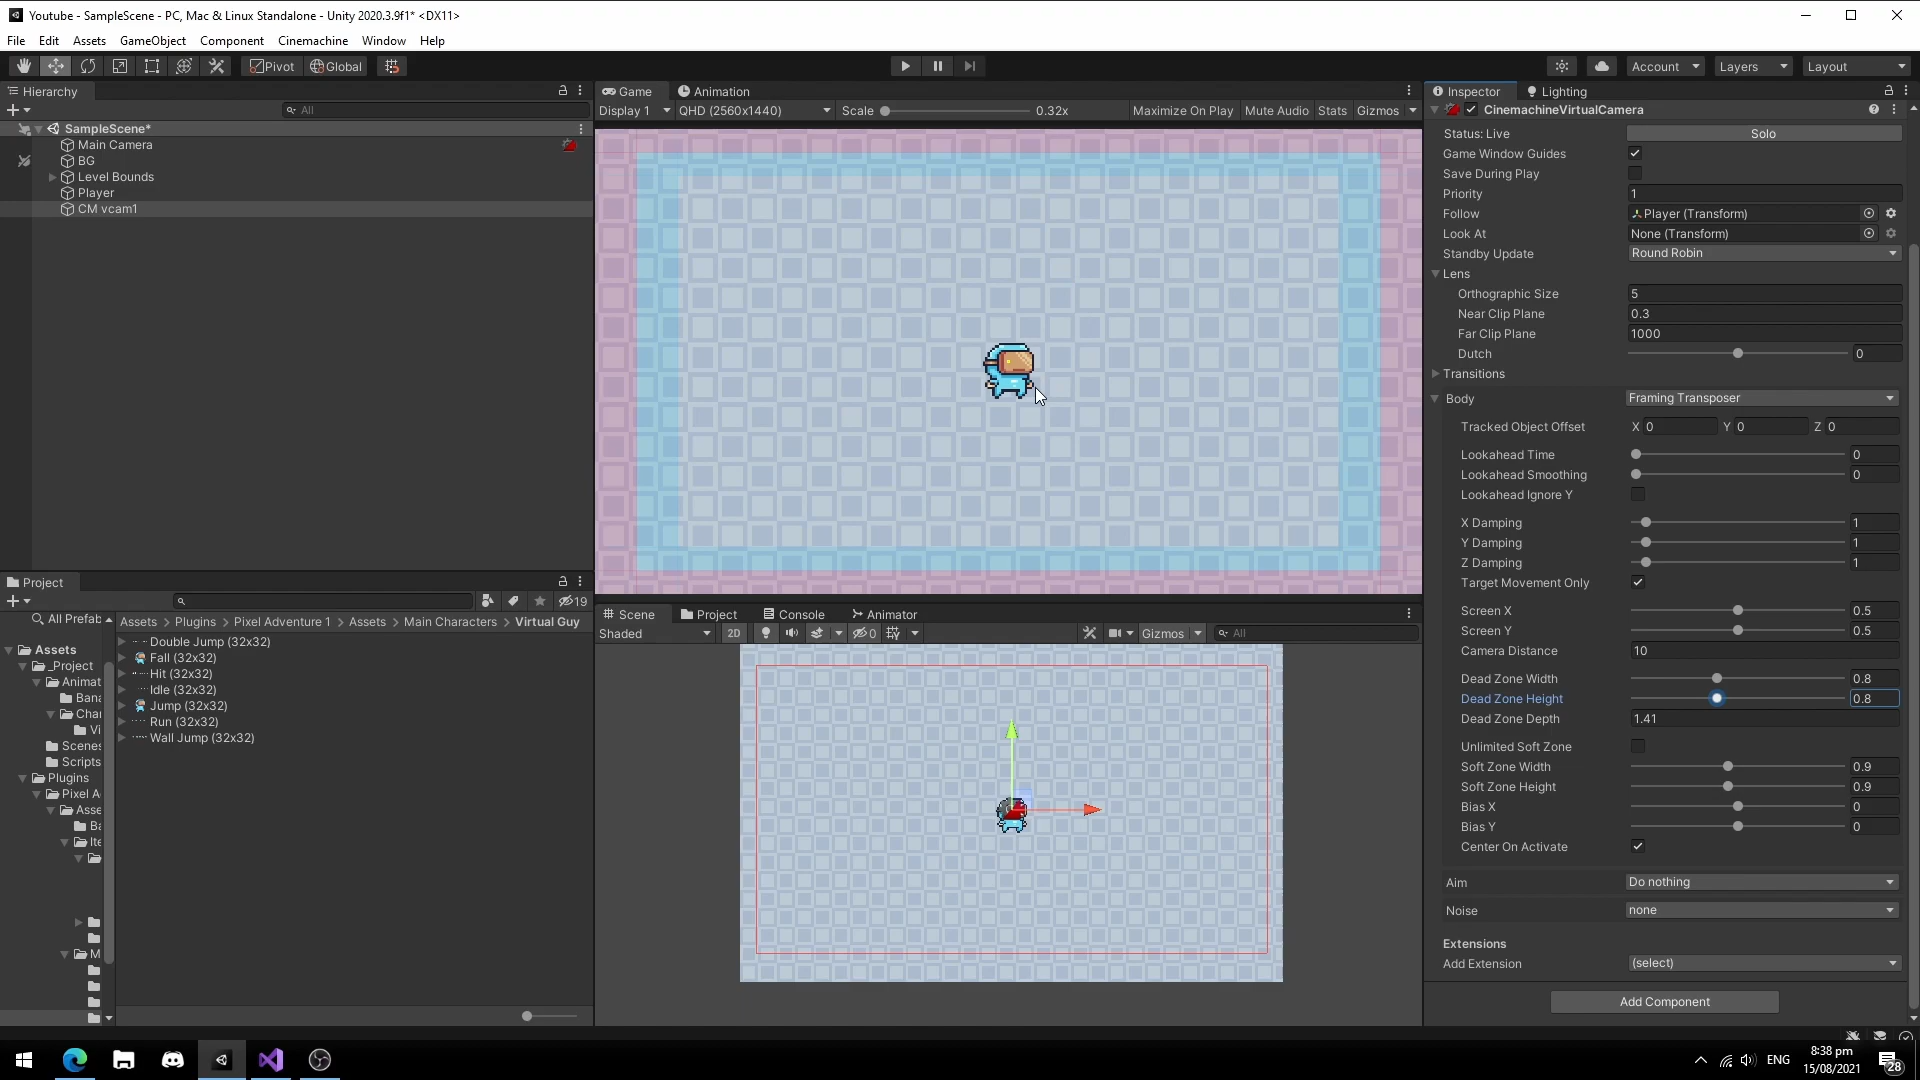 Youtube - SampleScene - PC, Mac & Linux Standalone - Unity 2020.3.9f1* <DX11>
File Edit Assets GameObject Component Cinemachine Window Help
Pivot Global Account Layers Layout
Hierarchy
All
SampleScene*
Main Camera
BG
Level Bounds
Player
CM vcam1
Game Animation
Display 1 QHD (2560x1440) Scale 0.32x Maximize On Play Mute Audio Stats Gizmos
Project
19
All Prefab
Assets
_Project
Animat
Bana
Char
Vi
Scenes
Scripts
Plugins
Pixel A
Asse
Ba
Ite
M
Assets > Plugins > Pixel Adventure 1 > Assets > Main Characters > Virtual Guy
Double Jump (32x32)
Fall (32x32)
Hit (32x32)
Idle (32x32)
Jump (32x32)
Run (32x32)
Wall Jump (32x32)
Scene Project Console Animator
Shaded 2D 0 Gizmos All
Inspector Lighting
CinemachineVirtualCamera
Status: Live Solo
Game Window Guides
Save During Play
Priority 1
Follow Player (Transform)
Look At None (Transform)
Standby Update Round Robin
Lens
Orthographic Size 5
Near Clip Plane 0.3
Far Clip Plane 1000
Dutch 0
Transitions
Body Framing Transposer
Tracked Object Offset X 0 Y 0 Z 0
Lookahead Time 0
Lookahead Smoothing 0
Lookahead Ignore Y
X Damping 1
Y Damping 1
Z Damping 1
Target Movement Only
Screen X 0.5
Screen Y 0.5
Camera Distance 10
Dead Zone Width 0.8
Dead Zone Height 0.8
Dead Zone Depth 1.41
Unlimited Soft Zone
Soft Zone Width 0.9
Soft Zone Height 0.9
Bias X 0
Bias Y 0
Center On Activate
Aim Do nothing
Noise none
Extensions
Add Extension (select)
Add Component
ENG
8:38 pm
15/08/2021
28